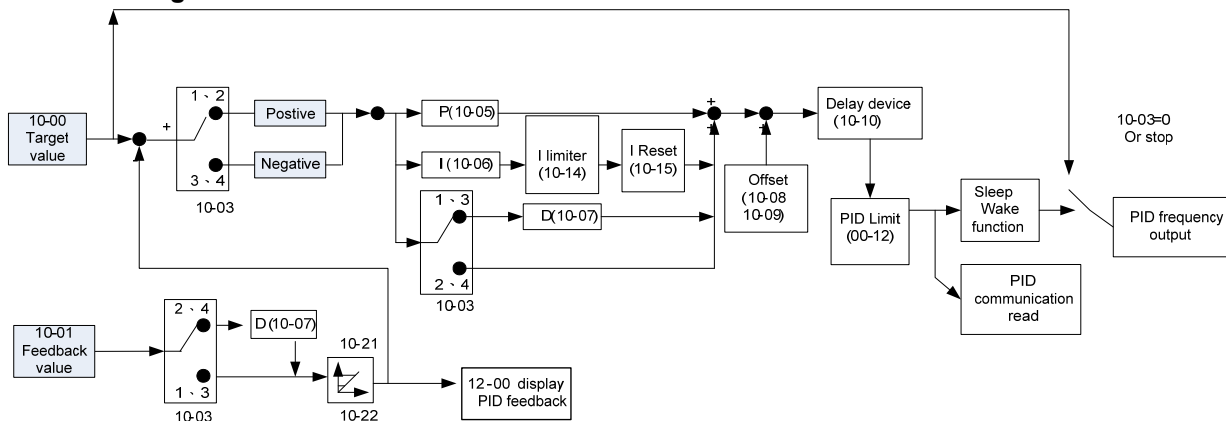 10-00
Target
value
+
1、2
3、4
10-03
Postive
Negative
P(10-05)
I(10-06)
I limiter
(10-14)
I Reset
(10-15)
1、3
D(10-07)
2、4
10-03
+
+
Offset
(10-08
10-09)
Delay device
(10-10)
PID Limit
(00-12)
Sleep
Wake
function
PID
communication
read
10-03=0
Or stop
PID frequency
output
10-01
Feedback
value
2、4
1、3
10-03
D(10-07)
10-21
10-22
12-00 display
PID feedback